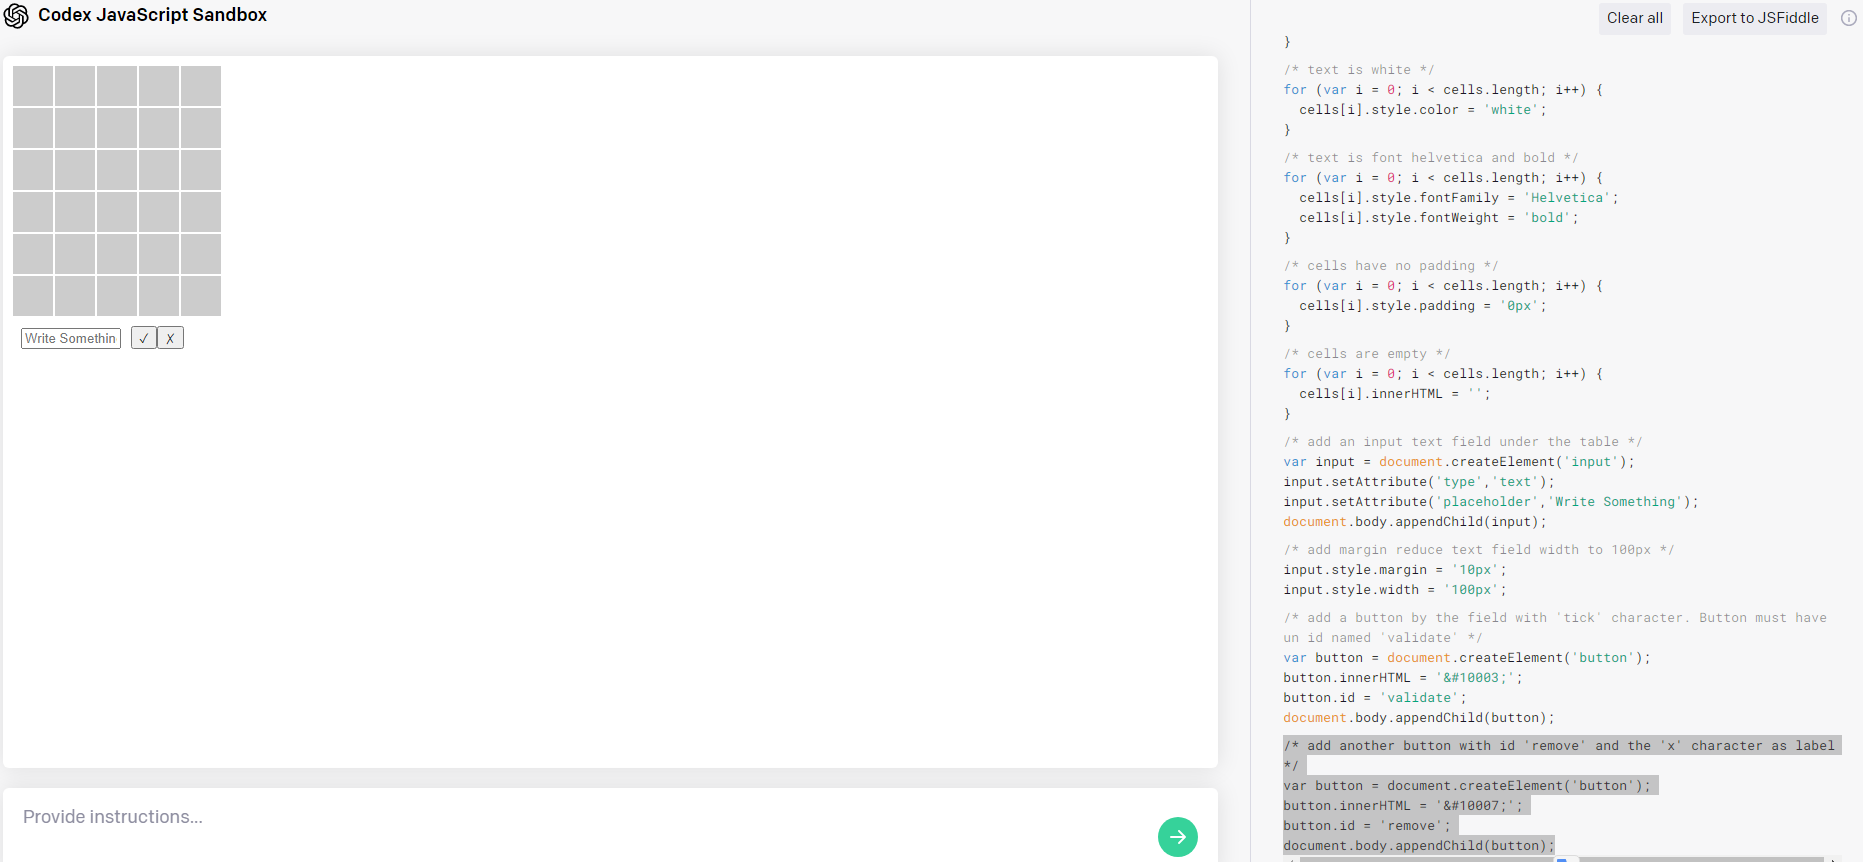 Codex JavaScript Sandbox
Write Somethin
✓
✗
Provide instructions...
Clear all
Export to JSFiddle
}
/* text is white */
for (var i = 0; i < cells.length; i++) {
  cells[i].style.color = 'white';
}
/* text is font helvetica and bold */
for (var i = 0; i < cells.length; i++) {
  cells[i].style.fontFamily = 'Helvetica';
  cells[i].style.fontWeight = 'bold';
}
/* cells have no padding */
for (var i = 0; i < cells.length; i++) {
  cells[i].style.padding = '0px';
}
/* cells are empty */
for (var i = 0; i < cells.length; i++) {
  cells[i].innerHTML = '';
}
/* add an input text field under the table */
var input = document.createElement('input');
input.setAttribute('type','text');
input.setAttribute('placeholder','Write Something');
document.body.appendChild(input);
/* add margin reduce text field width to 100px */
input.style.margin = '10px';
input.style.width = '100px';
/* add a button by the field with 'tick' character. Button must have
un id named 'validate' */
var button = document.createElement('button');
button.innerHTML = '&#10003;';
button.id = 'validate';
document.body.appendChild(button);
/* add another button with id 'remove' and the 'x' character as label
*/
var button = document.createElement('button');
button.innerHTML = '&#10007;';
button.id = 'remove';
document.body.appendChild(button);